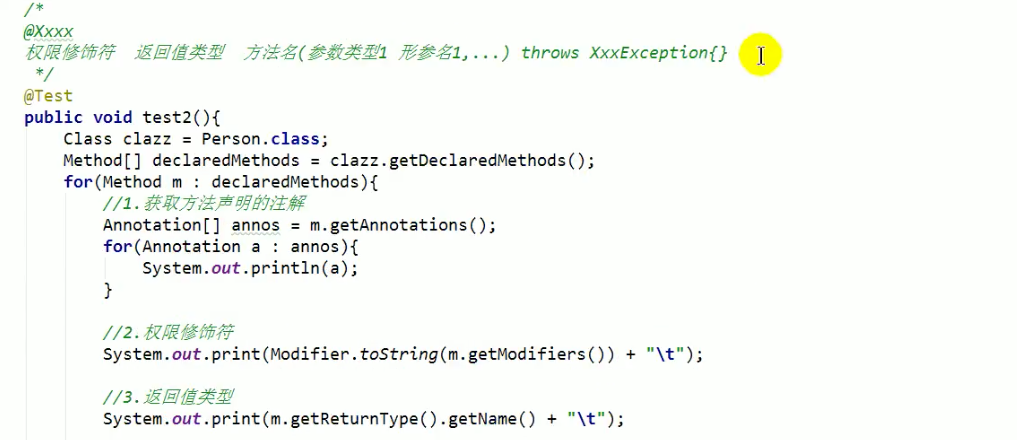 /*
@Xxxx
权限修饰符  返回值类型  方法名(参数类型1 形参名1,...) throws XxxException{}
*/
@Test
public void test2(){
Class clazz = Person.class;
Method[] declaredMethods = clazz.getDeclaredMethods();
for(Method m : declaredMethods){
//1.获取方法声明的注解
Annotation[] annos = m.getAnnotations();
for(Annotation a : annos){
System.out.println(a);
}
//2.权限修饰符
System.out.print(Modifier.toString(m.getModifiers()) + "\t");
//3.返回值类型
System.out.print(m.getReturnType().getName() + "\t");